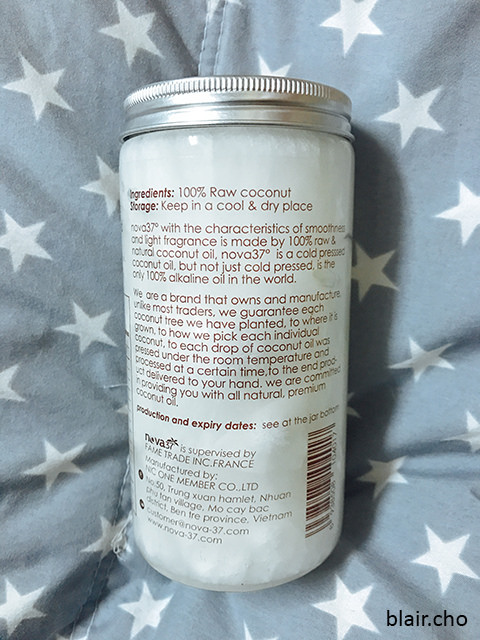 Ingredients: 100% Raw coconut
Storage: Keep in a cool & dry place
nova37° with the characteristics of smoothness
and light fragrance is made by 100% raw &
natural coconut oil, nova37° is a cold pressed
coconut oil, but not just cold pressed, is the
only 100% alkaline oil in the world.
We are a brand that owns and manufacture,
unlike most traders, we guarantee each
coconut tree we have planted, to where it is
grown, to how we pick each individual
coconut, to each drop of coconut oil was
pressed under the room temperature and
processed at a certain time,to the end prod-
uct delivered to your hand. we are committed
in providing you with all natural, premium
coconut oil.
production and expiry dates: see at the jar bottom
nova37 is supervised by
FAME TRADE INC.FRANCE
Manufactured by:
NIC ONE MEMBER CO.,LTD
No.50, Trung xuan hamlet, Nhuan
phu tan village, Mo cay bac
district, Ben tre province, Vietnam
customer@nova-37.com
www.nova-37.com
blair.cho